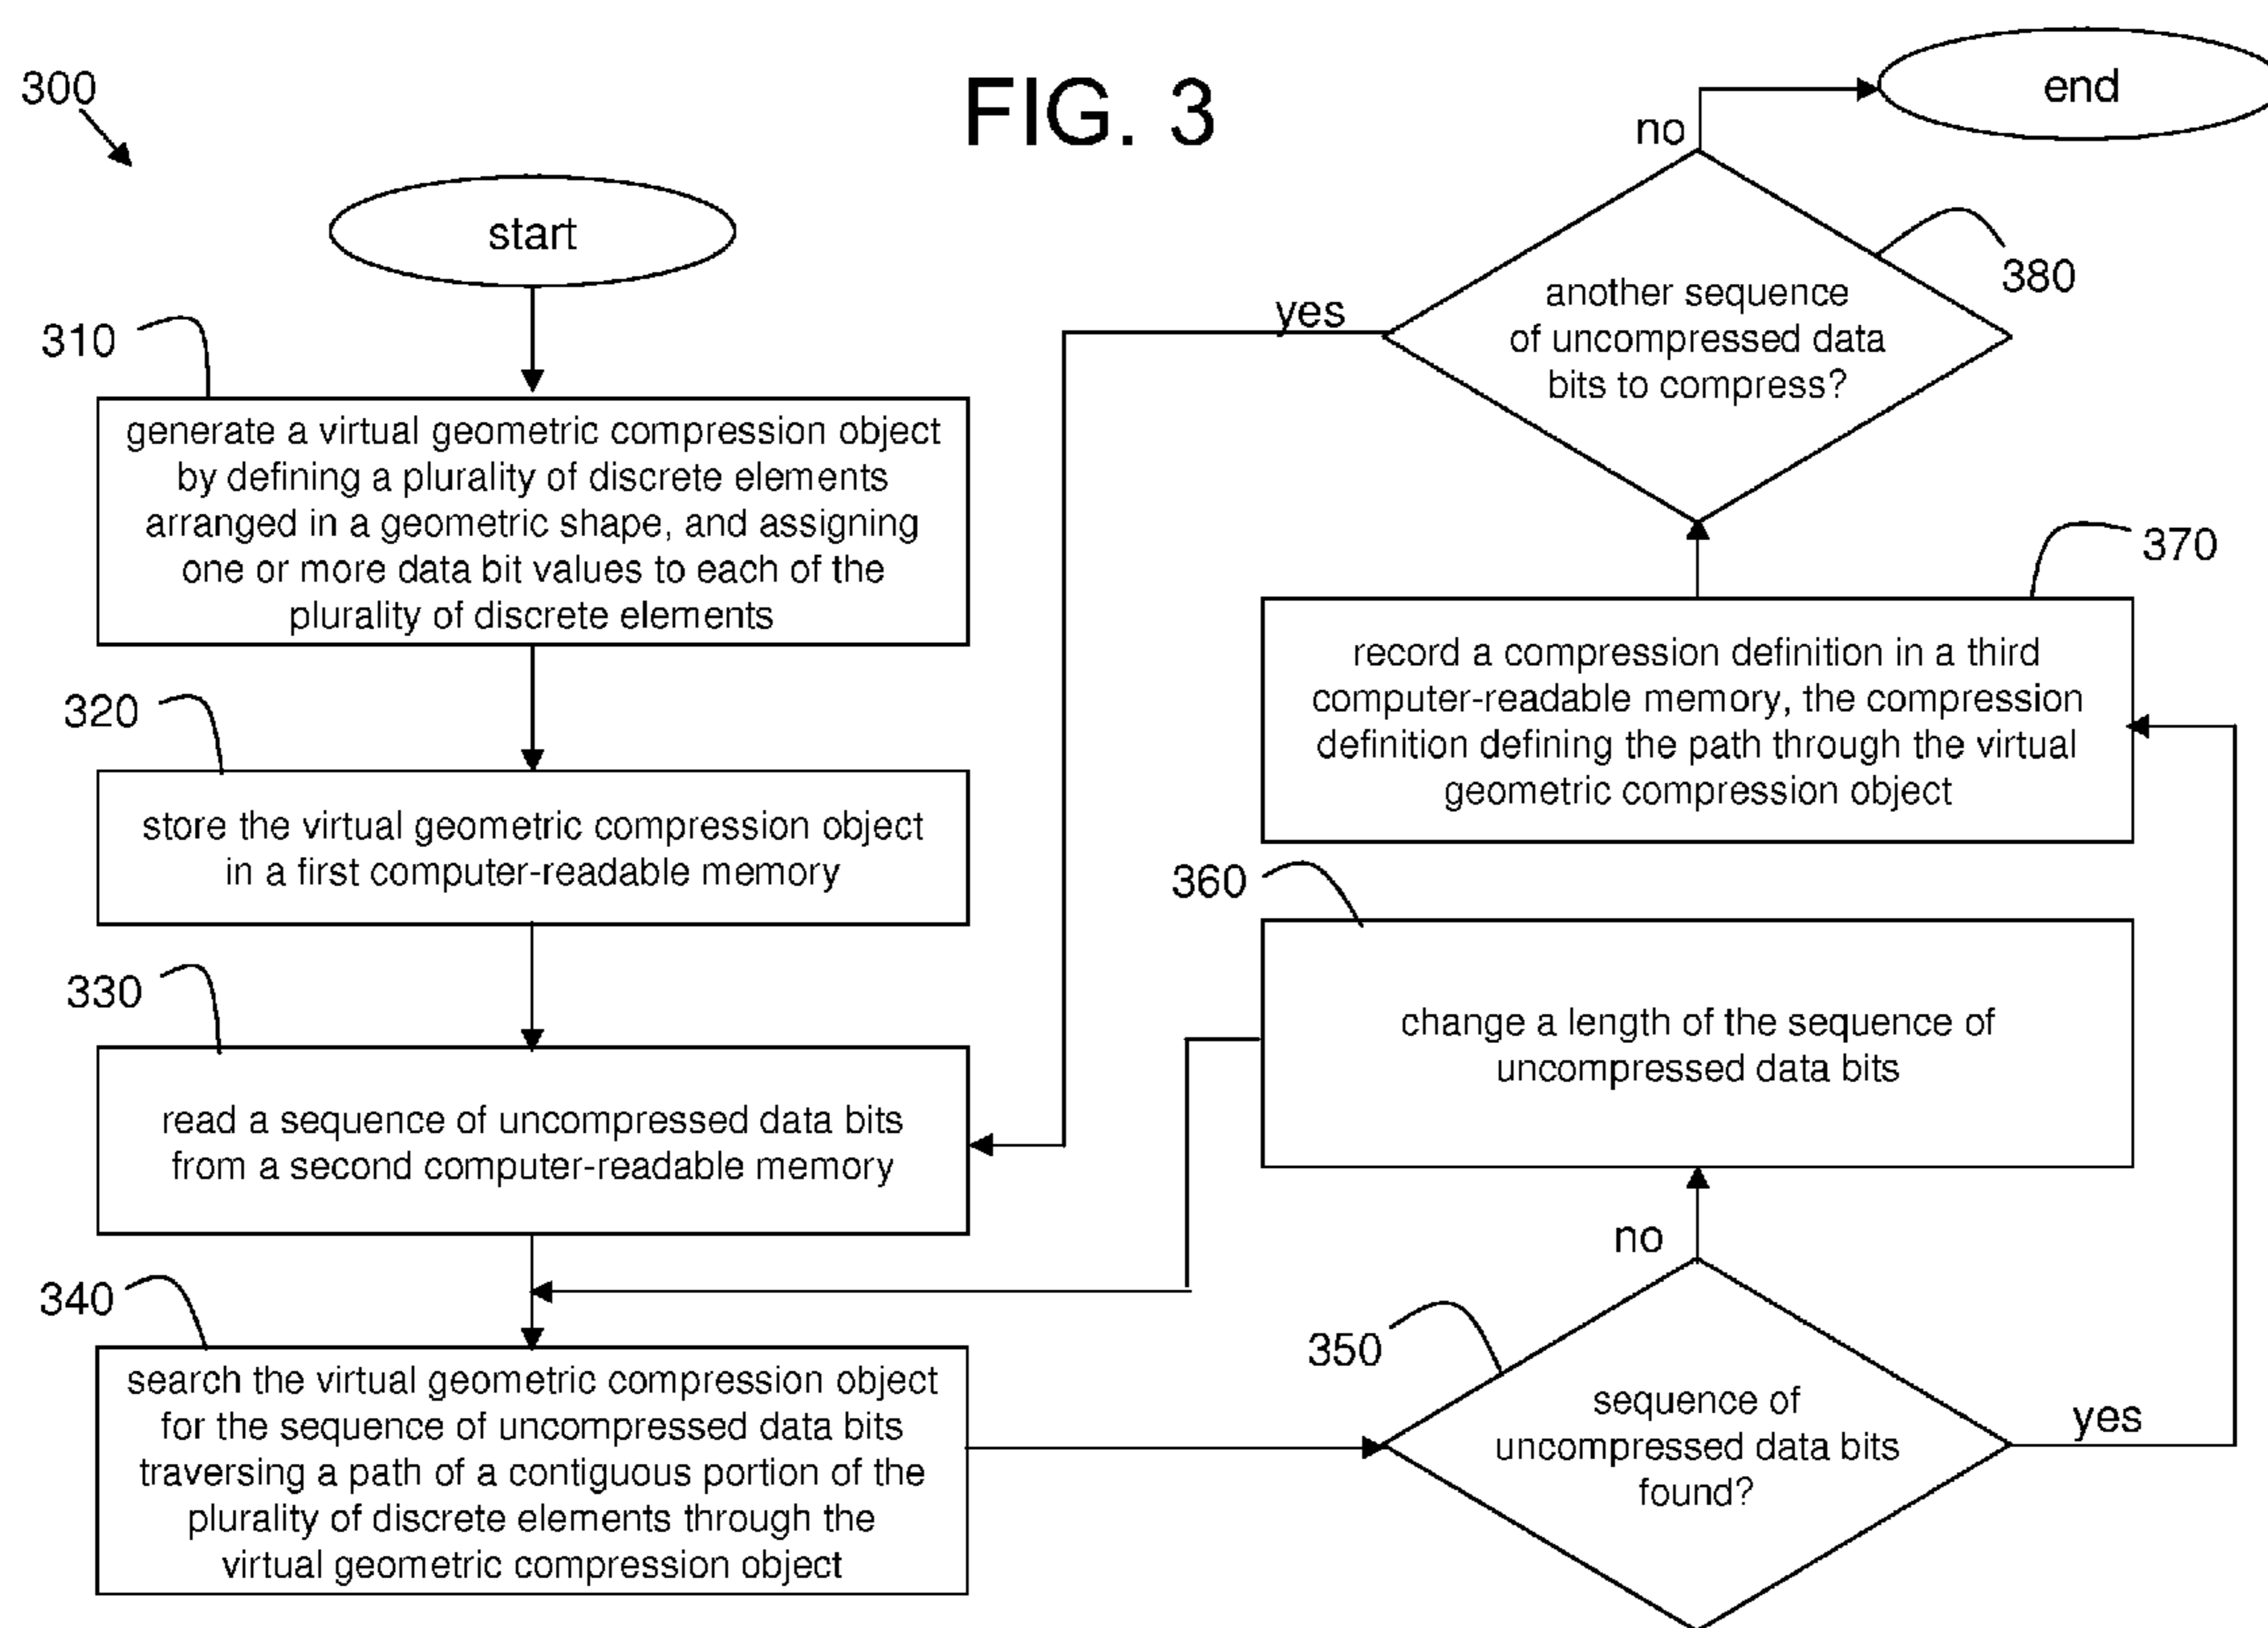 FIG. 3
300
start
310
generate a virtual geometric compression object
by defining a plurality of discrete elements
arranged in a geometric shape, and assigning
one or more data bit values to each of the
plurality of discrete elements
320
store the virtual geometric compression object
in a first computer-readable memory
330
read a sequence of uncompressed data bits
from a second computer-readable memory
340
search the virtual geometric compression object
for the sequence of uncompressed data bits
traversing a path of a contiguous portion of the
plurality of discrete elements through the
virtual geometric compression object
350
sequence of
uncompressed data bits
found?
no
yes
360
change a length of the sequence of
uncompressed data bits
370
record a compression definition in a third
computer-readable memory, the compression
definition defining the path through the virtual
geometric compression object
380
another sequence
of uncompressed data
bits to compress?
yes
no
end